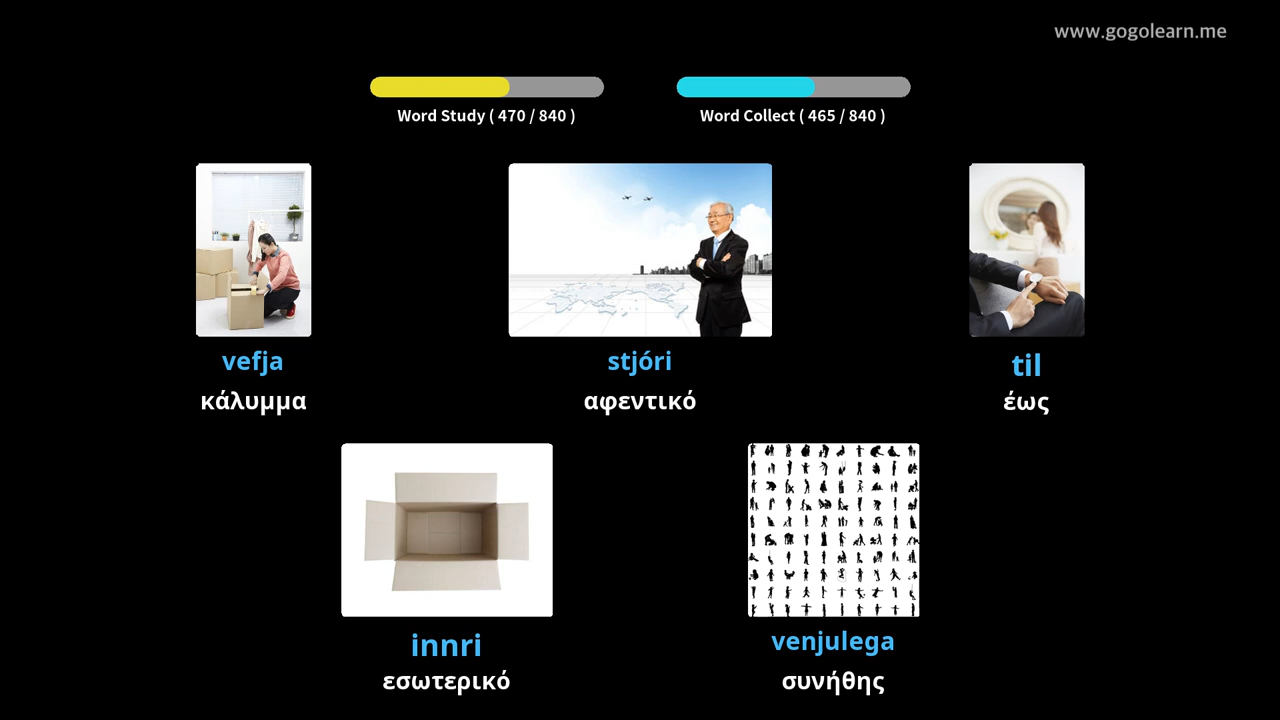 www.gogolearn.me
Word Study ( 470 / 840 )
Word Collect ( 465 / 840 )
vefja
κάλυμμα
stjóri
αφεντικό
til
έως
innri
εσωτερικό
venjulega
συνήθης